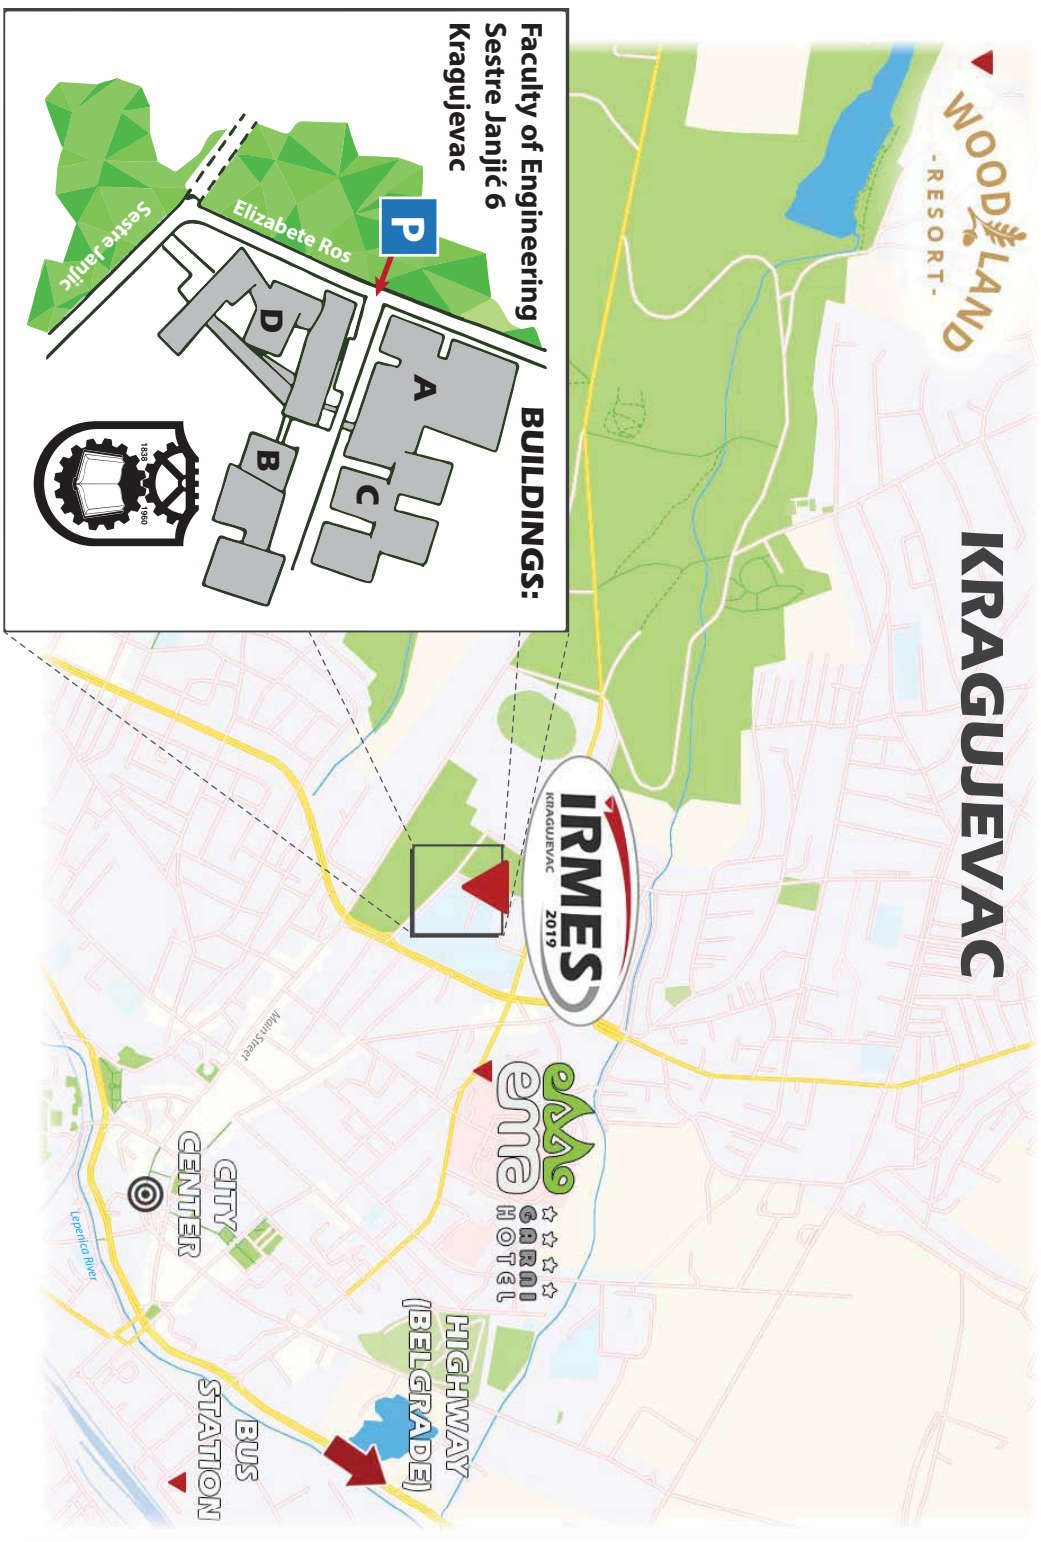 KRAGUJEVAC
WOODLAND
-RESORT-
Faculty of Engineering
Sestre Janjić 6
Kragujevac
BUILDINGS:
P
Elizabete Ros
Sestre Janjic
A
D
C
B
1838
1960
IRMES
2019
KRAGUJEVAC
ema
GARNI
HOTEL
Main Street
CITY
CENTER
Lepenica River
HIGHWAY
(BELGRADE)
BUS
STATION